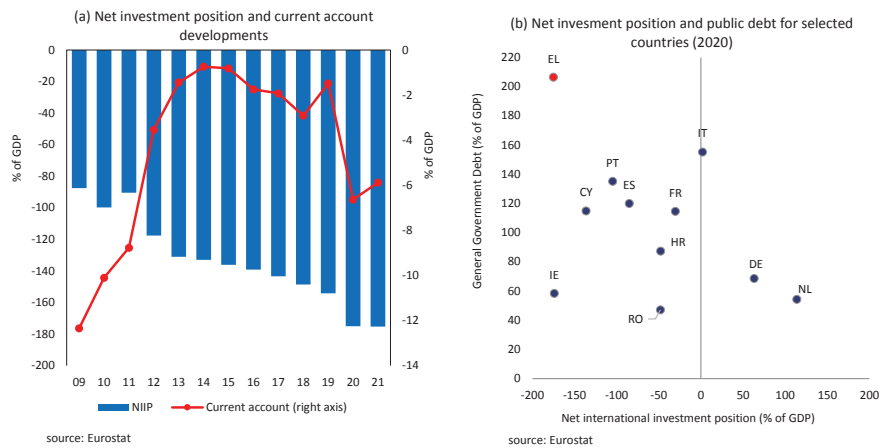 (a) Net investment position and current account
developments
0
-20
-40
-60
-80
-100
-120
-140
-160
-180
-200
% of GDP
0
-2
-4
-6
-8
-10
-12
-14
% of GDP
09 10 11 12 13 14 15 16 17 18 19 20 21
NIIP
Current account (right axis)
source: Eurostat
(b) Net invesment position and public debt for selected
countries (2020)
220
200
180
160
140
120
100
80
60
40
20
0
General Government Debt (% of GDP)
EL
IT
PT
CY
ES
FR
HR
DE
IE
NL
RO
-200 -150 -100 -50 0 50 100 150 200
Net international investment position (% of GDP)
source: Eurostat